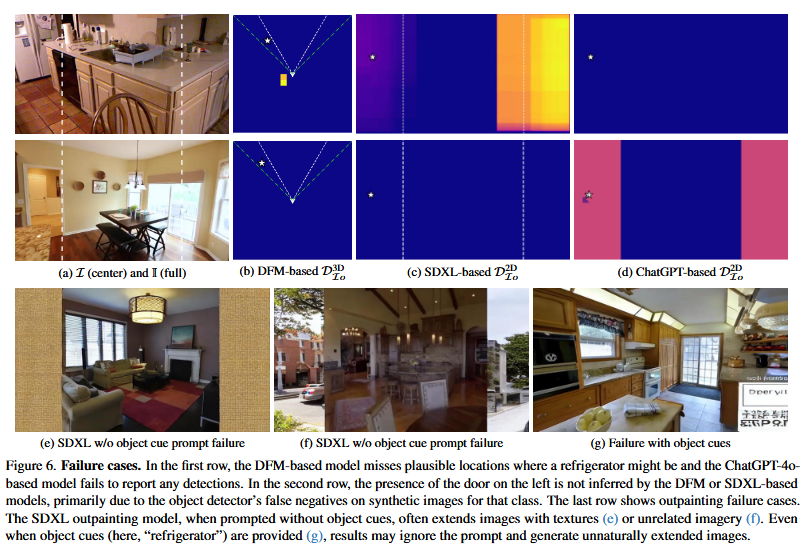 (a) 𝓘 (center) and 𝕀 (full) (b) DFM-based 𝓓³ᴰ_𝓘ₒ (c) SDXL-based 𝓓²ᴰ_𝓘ₒ (d) ChatGPT-based 𝓓²ᴰ_𝓘ₒ
(e) SDXL w/o object cue prompt failure (f) SDXL w/o object cue prompt failure (g) Failure with object cues
Figure 6. Failure cases. In the first row, the DFM-based model misses plausible locations where a refrigerator might be and the ChatGPT-4o-
based model fails to report any detections. In the second row, the presence of the door on the left is not inferred by the DFM or SDXL-based
models, primarily due to the object detector's false negatives on synthetic images for that class. The last row shows outpainting failure cases.
The SDXL outpainting model, when prompted without object cues, often extends images with textures (e) or unrelated imagery (f). Even
when object cues (here, “refrigerator”) are provided (g), results may ignore the prompt and generate unnaturally extended images.